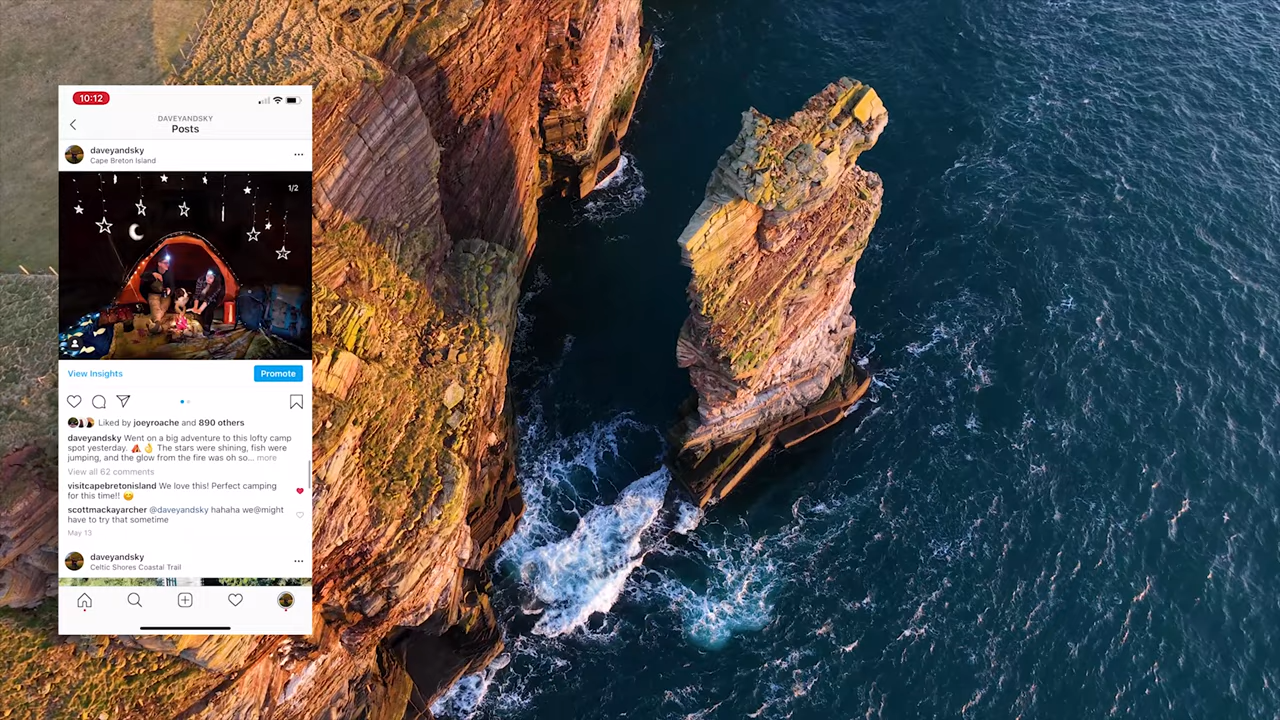 10:12
DAVEYANDSKY
Posts
daveyandsky
Cape Breton Island
1/2
View Insights
Promote
Liked by joeyroache and 890 others
daveyandsky Went on a big adventure to this lofty camp
spot yesterday. ⛺👌 The stars were shining, fish were
jumping, and the glow from the fire was oh so... more
View all 62 comments
visitcapebretonisland We love this! Perfect camping
for this time!! 😊
scottmackayarcher @daveyandsky hahaha we@might
have to try that sometime
May 13
daveyandsky
Celtic Shores Coastal Trail